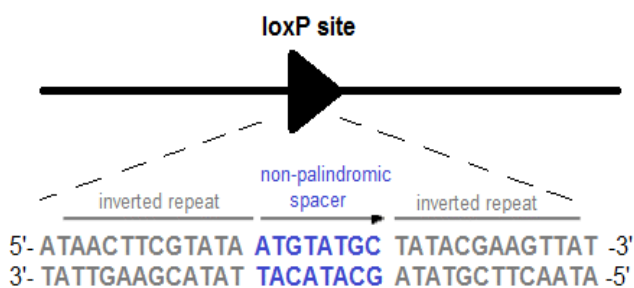 loxP site
non-palindromic
spacer
inverted repeat
inverted repeat
5'- ATAACTTCGTATA ATGTATGC TATACGAAGTTAT -3'
3'- TATTGAAGCATAT TACATACG ATATGCTTCAATA -5'